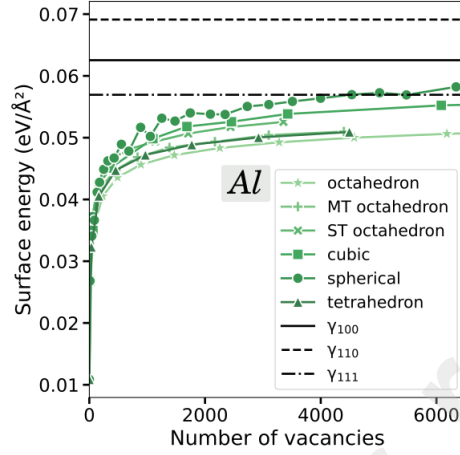 0.07
0.06
0.05
0.04
0.03
0.02
0.01
Surface energy (eV/Å²)
Al
octahedron
MT octahedron
ST octahedron
cubic
spherical
tetrahedron
γ₁₀₀
γ₁₁₀
γ₁₁₁
0 2000 4000 6000
Number of vacancies